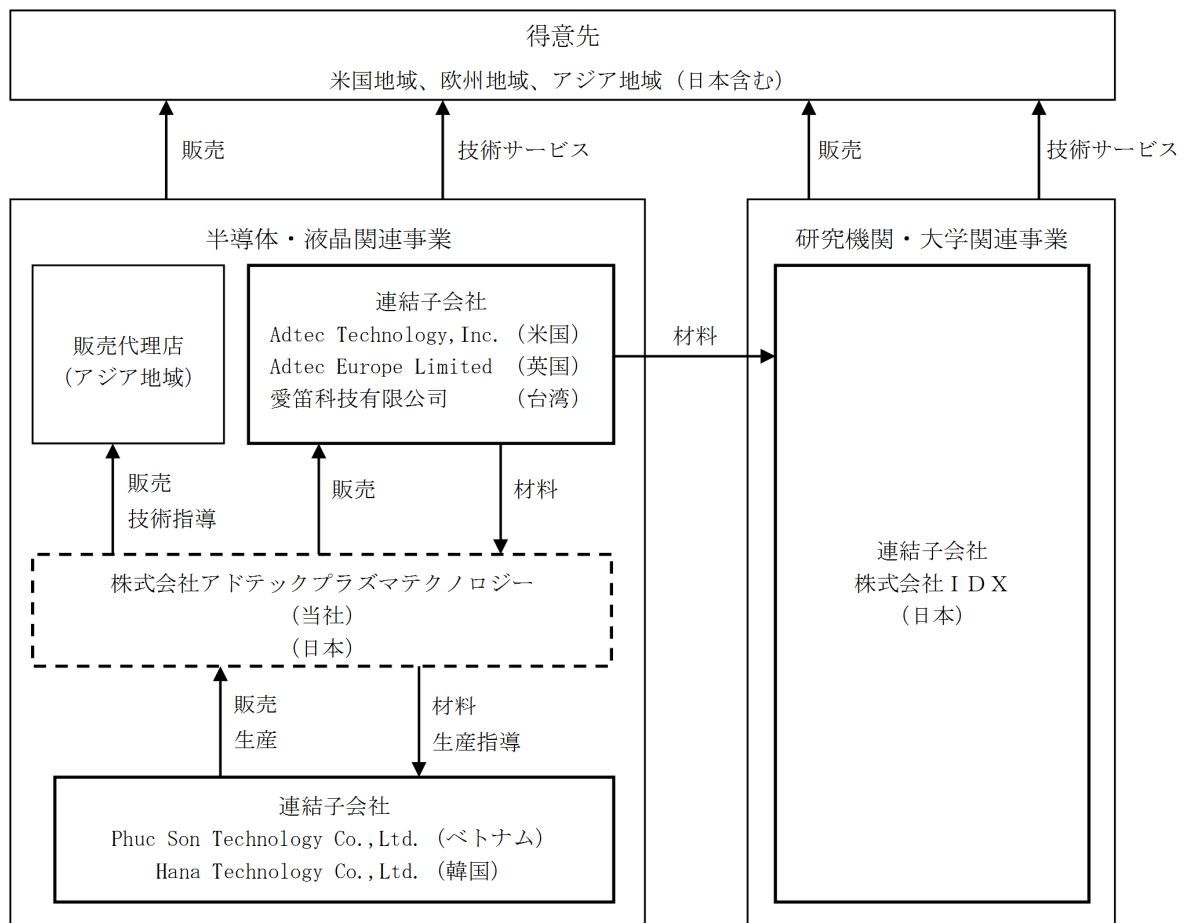 得意先
米国地域、欧州地域、アジア地域（日本含む）
販売
技術サービス
販売
技術サービス
半導体・液晶関連事業
販売代理店
（アジア地域）
連結子会社
Adtec Technology,Inc.（米国）
Adtec Europe Limited （英国）
愛笛科技有限公司 （台湾）
材料
販売
技術指導
販売
材料
株式会社アドテックプラズマテクノロジー
（当社）
（日本）
販売
生産
材料
生産指導
連結子会社
Phuc Son Technology Co.,Ltd.（ベトナム）
Hana Technology Co.,Ltd.（韓国）
研究機関・大学関連事業
連結子会社
株式会社ＩＤＸ
（日本）